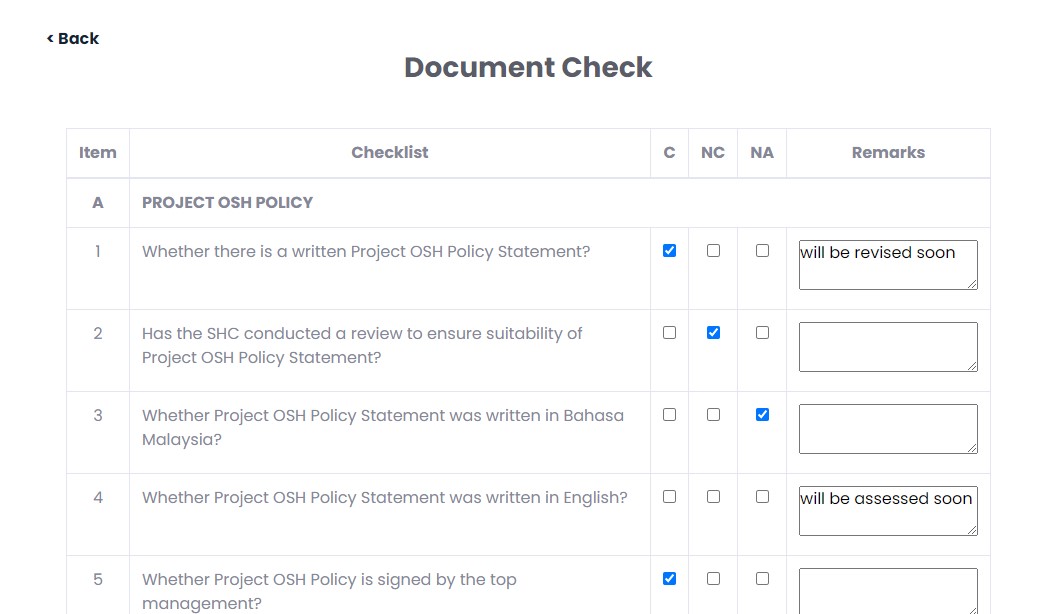 < Back
Document Check
Item Checklist C NC NA Remarks
A PROJECT OSH POLICY
1 Whether there is a written Project OSH Policy Statement? will be revised soon
2 Has the SHC conducted a review to ensure suitability of
Project OSH Policy Statement?
3 Whether Project OSH Policy Statement was written in Bahasa
Malaysia?
4 Whether Project OSH Policy Statement was written in English? will be assessed soon
5 Whether Project OSH Policy is signed by the top
management?